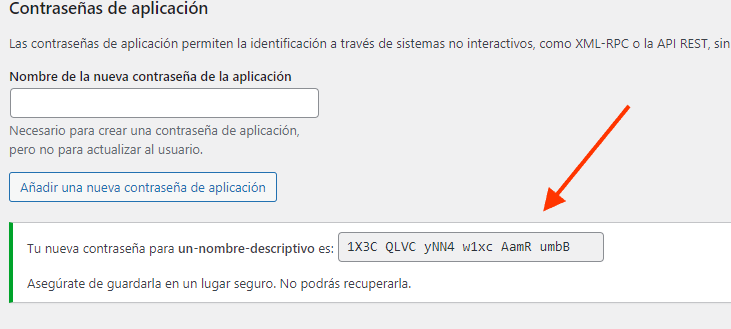 Contraseñas de aplicación
Las contraseñas de aplicación permiten la identificación a través de sistemas no interactivos, como XML-RPC o la API REST, sin
Nombre de la nueva contraseña de la aplicación
Necesario para crear una contraseña de aplicación,
pero no para actualizar al usuario.
Añadir una nueva contraseña de aplicación
Tu nueva contraseña para un-nombre-descriptivo es: 1X3C QLVC yNN4 w1xc AamR umbB
Asegúrate de guardarla en un lugar seguro. No podrás recuperarla.